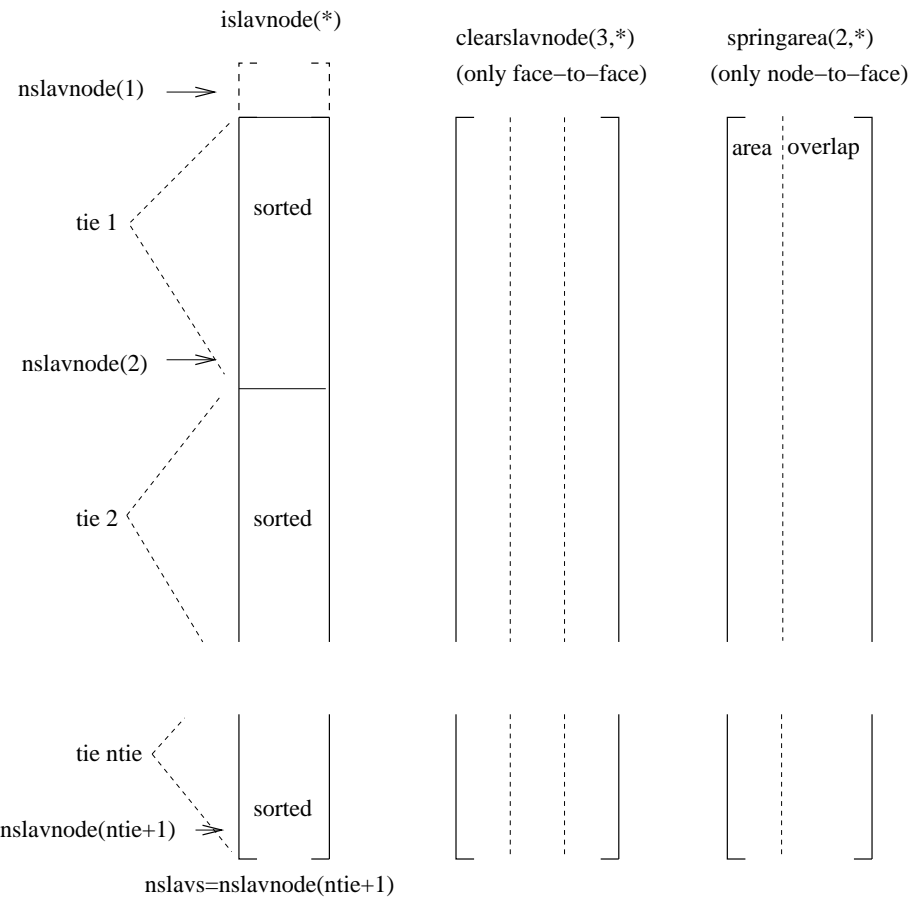 islavnode(*)
clearslavnode(3,*)
(only face−to−face)
springarea(2,*)
(only node−to−face)
nslavnode(1)
area
overlap
sorted
tie 1
nslavnode(2)
tie 2
sorted
tie ntie
sorted
nslavnode(ntie+1)
nslavs=nslavnode(ntie+1)